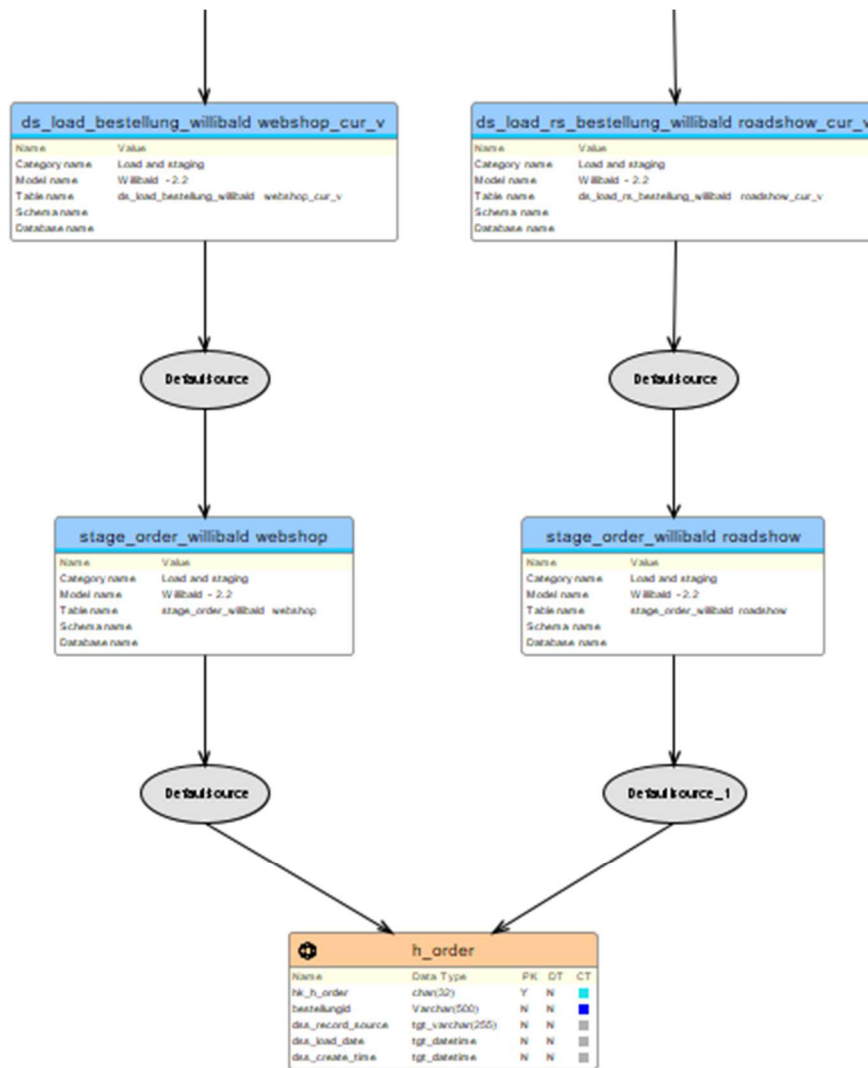 ds_load_bestellung_willibald webshop_cur_v
Name Value
Category name Load and staging
Model name Willibald - 2.2
Table name ds_load_bestellung_willibald webshop_cur_v
Schema name
Database name
ds_load_rs_bestellung_willibald roadshow_cur_v
Name Value
Category name Load and staging
Model name Willibald - 2.2
Table name ds_load_rs_bestellung_willibald roadshow_cur_v
Schema name
Database name
Defaultsource
Defaultsource
stage_order_willibald webshop
Name Value
Category name Load and staging
Model name Willibald - 2.2
Table name stage_order_willibald webshop
Schema name
Database name
stage_order_willibald roadshow
Name Value
Category name Load and staging
Model name Willibald - 2.2
Table name stage_order_willibald roadshow
Schema name
Database name
Defaultsource
Defaultsource_1
h_order
Name Data Type PK DT CT
hk_h_order char(32) Y N
bestellungid Varchar(500) N N
dss_record_source tgt_varchar(255) N N
dss_load_date tgt_datetime N N
dss_create_time tgt_datetime N N